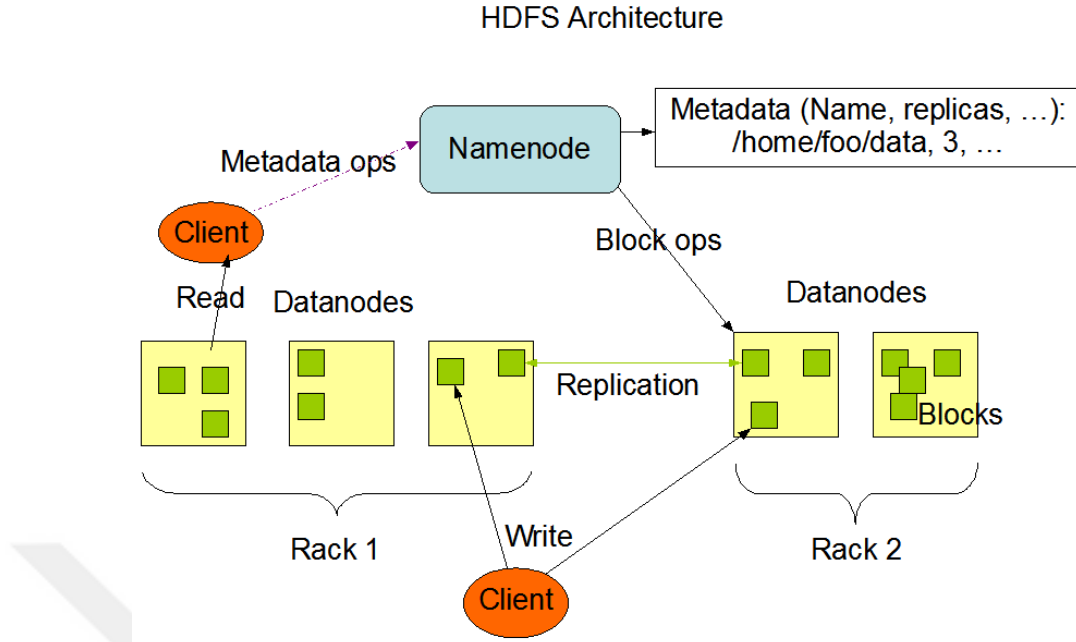 HDFS Architecture
Metadata (Name, replicas, …):
/home/foo/data, 3, …
Namenode
Metadata ops
Client
Block ops
Read
Datanodes
Datanodes
Replication
Blocks
Rack 1
Write
Rack 2
Client